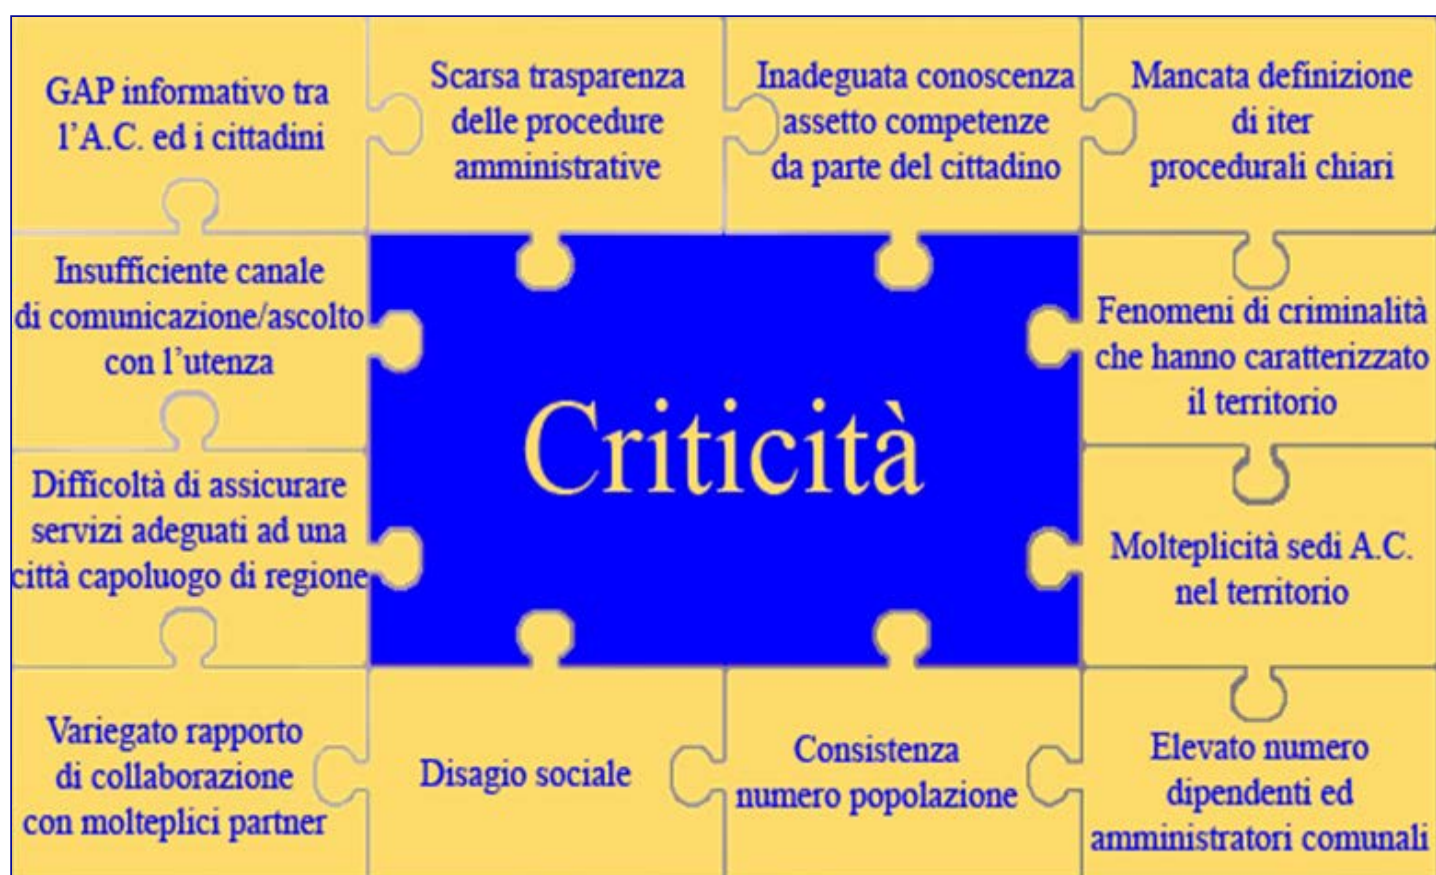 GAP informativo tra
l'A.C. ed i cittadini
Scarsa trasparenza
delle procedure
amministrative
Inadeguata conoscenza
assetto competenze
da parte del cittadino
Mancata definizione
di iter
procedurali chiari
Insufficiente canale
di comunicazione/ascolto
con l'utenza
Fenomeni di criminalità
che hanno caratterizzato
il territorio
Criticità
Difficoltà di assicurare
servizi adeguati ad una
città capoluogo di regione
Molteplicità sedi A.C.
nel territorio
Variegato rapporto
di collaborazione
con molteplici partner
Disagio sociale
Consistenza
numero popolazione
Elevato numero
dipendenti ed
amministratori comunali